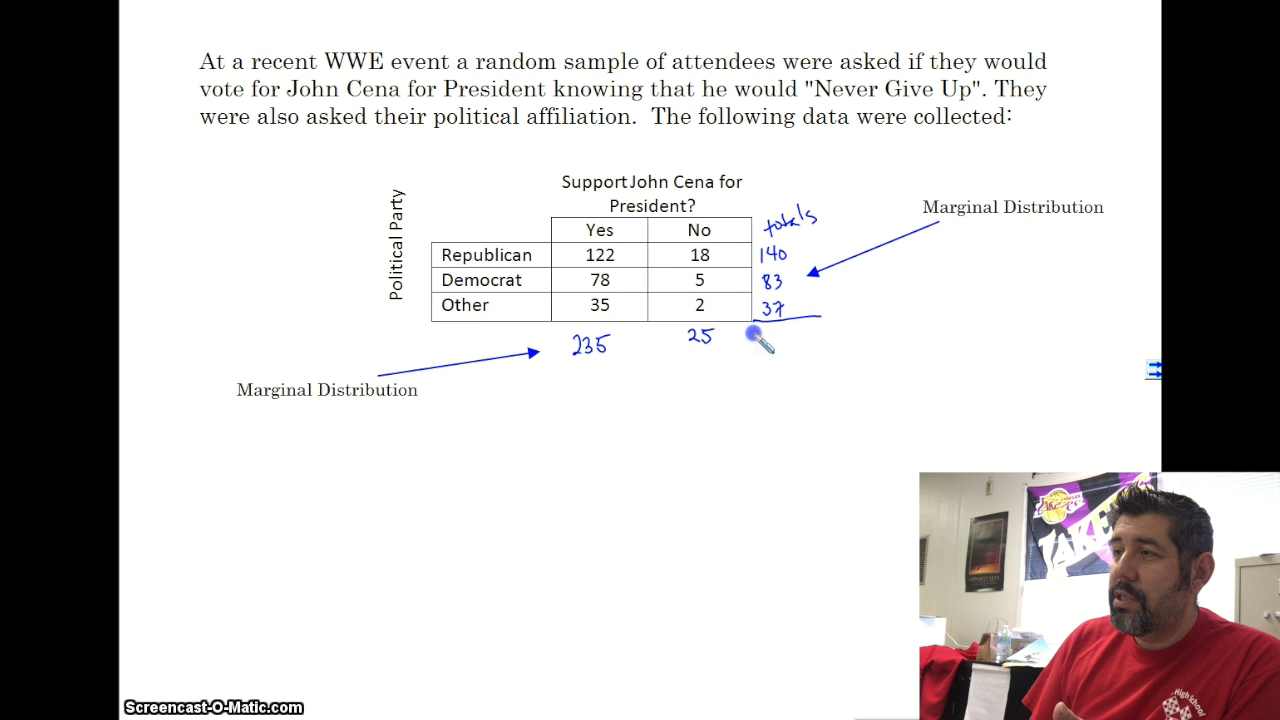 At a recent WWE event a random sample of attendees were asked if they would
vote for John Cena for President knowing that he would "Never Give Up". They
were also asked their political affiliation. The following data were collected:
Support John Cena for
President?
Political Party
totals
Marginal Distribution
Yes No
Republican 122 18 140
Democrat 78 5 83
Other 35 2 37
235 25
Marginal Distribution
LAKERS
High School
Screencast-O-Matic.com